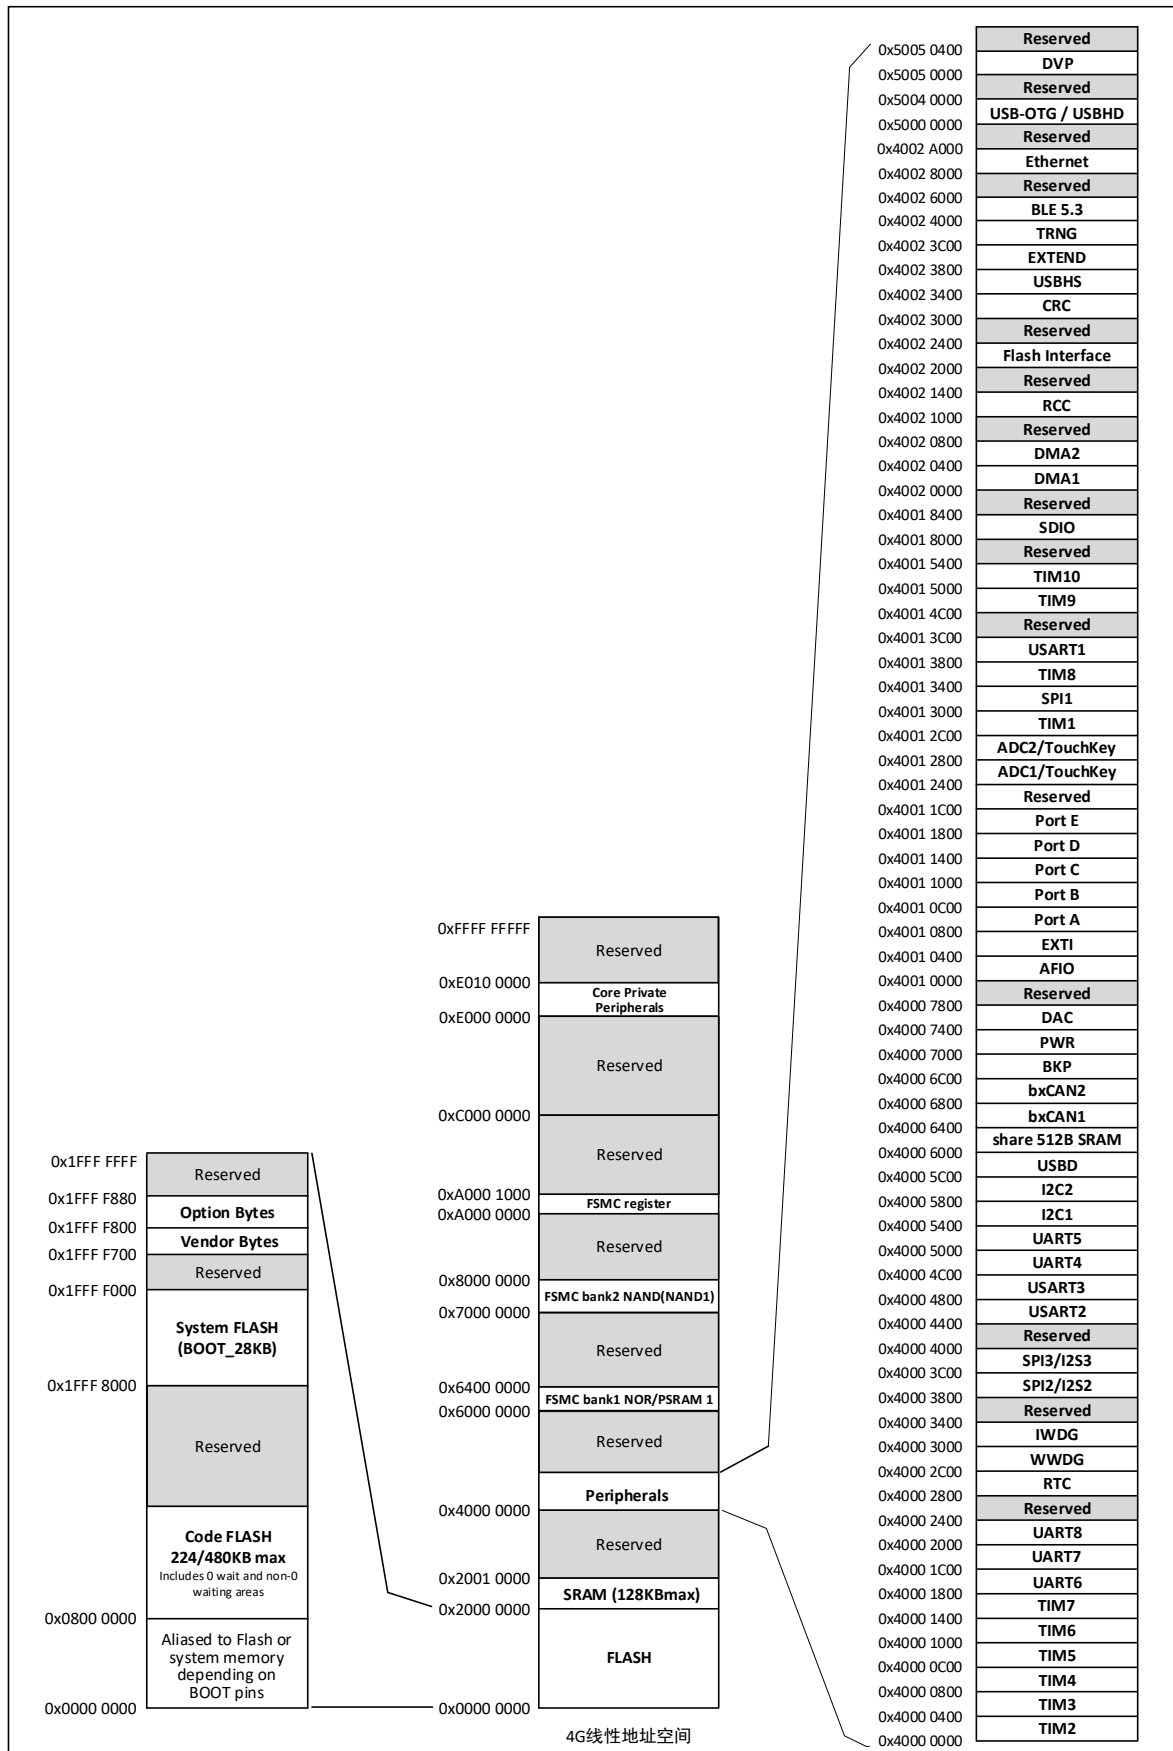 Reserved
0x5005 0400
DVP
0x5005 0000
Reserved
0x5004 0000
USB-OTG / USBHD
0x5000 0000
Reserved
0x4002 A000
Ethernet
0x4002 8000
Reserved
0x4002 6000
BLE 5.3
0x4002 4000
TRNG
0x4002 3C00
EXTEND
0x4002 3800
USBHS
0x4002 3400
CRC
0x4002 3000
Reserved
0x4002 2400
Flash Interface
0x4002 2000
Reserved
0x4002 1400
RCC
0x4002 1000
Reserved
0x4002 0800
DMA2
0x4002 0400
DMA1
0x4002 0000
Reserved
0x4001 8400
SDIO
0x4001 8000
Reserved
0x4001 5400
TIM10
0x4001 5000
TIM9
0x4001 4C00
Reserved
0x4001 3C00
USART1
0x4001 3800
TIM8
0x4001 3400
SPI1
0x4001 3000
TIM1
0x4001 2C00
ADC2/TouchKey
0x4001 2800
ADC1/TouchKey
0x4001 2400
Reserved
0x4001 1C00
Port E
0x4001 1800
Port D
0x4001 1400
Port C
0x4001 1000
Port B
0x4001 0C00
Port A
0x4001 0800
EXTI
0x4001 0400
AFIO
0x4001 0000
Reserved
0x4000 7800
DAC
0x4000 7400
PWR
0x4000 7000
BKP
0x4000 6C00
bxCAN2
0x4000 6800
bxCAN1
0x4000 6400
share 512B SRAM
0x4000 6000
USBD
0x4000 5C00
I2C2
0x4000 5800
I2C1
0x4000 5400
UART5
0x4000 5000
UART4
0x4000 4C00
USART3
0x4000 4800
USART2
0x4000 4400
Reserved
0x4000 4000
SPI3/I2S3
0x4000 3C00
SPI2/I2S2
0x4000 3800
Reserved
0x4000 3400
IWDG
0x4000 3000
WWDG
0x4000 2C00
RTC
0x4000 2800
Reserved
0x4000 2400
UART8
0x4000 2000
UART7
0x4000 1C00
UART6
0x4000 1800
TIM7
0x4000 1400
TIM6
0x4000 1000
TIM5
0x4000 0C00
TIM4
0x4000 0800
TIM3
0x4000 0400
TIM2
0x4000 0000
0xFFFF FFFFF
Reserved
0xE010 0000
Core Private
Peripherals
0xE000 0000
Reserved
0xC000 0000
Reserved
0xA000 1000
FSMC register
0xA000 0000
Reserved
0x8000 0000
FSMC bank2 NAND(NAND1)
0x7000 0000
Reserved
0x6400 0000
FSMC bank1 NOR/PSRAM 1
0x6000 0000
Reserved
Peripherals
0x4000 0000
Reserved
0x2001 0000
SRAM (128KBmax)
0x2000 0000
FLASH
0x0000 0000
4G线性地址空间
0x1FFF FFFF
Reserved
0x1FFF F880
Option Bytes
0x1FFF F800
Vendor Bytes
0x1FFF F700
Reserved
0x1FFF F000
System FLASH
(BOOT_28KB)
0x1FFF 8000
Reserved
Code FLASH
224/480KB max
Includes 0 wait and non-0
waiting areas
0x0800 0000
Aliased to Flash or
system memory
depending on
BOOT pins
0x0000 0000